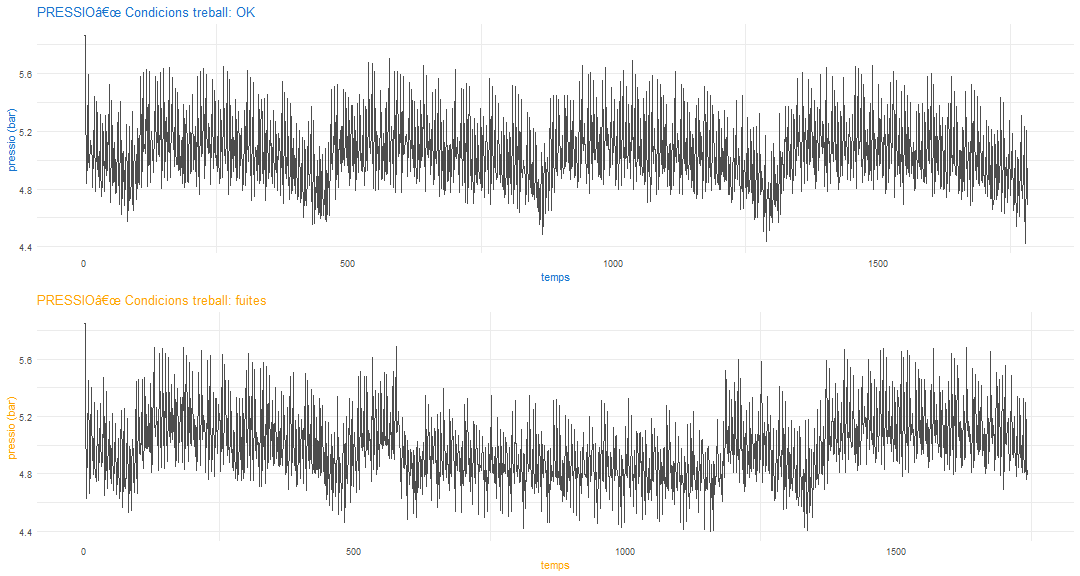 PRESSIOâ€œ Condicions treball: OK
pressio (bar)
5.6
5.2
4.8
4.4
0
500
1000
1500
temps
PRESSIOâ€œ Condicions treball: fuites
pressio (bar)
5.6
5.2
4.8
4.4
0
500
1000
1500
temps